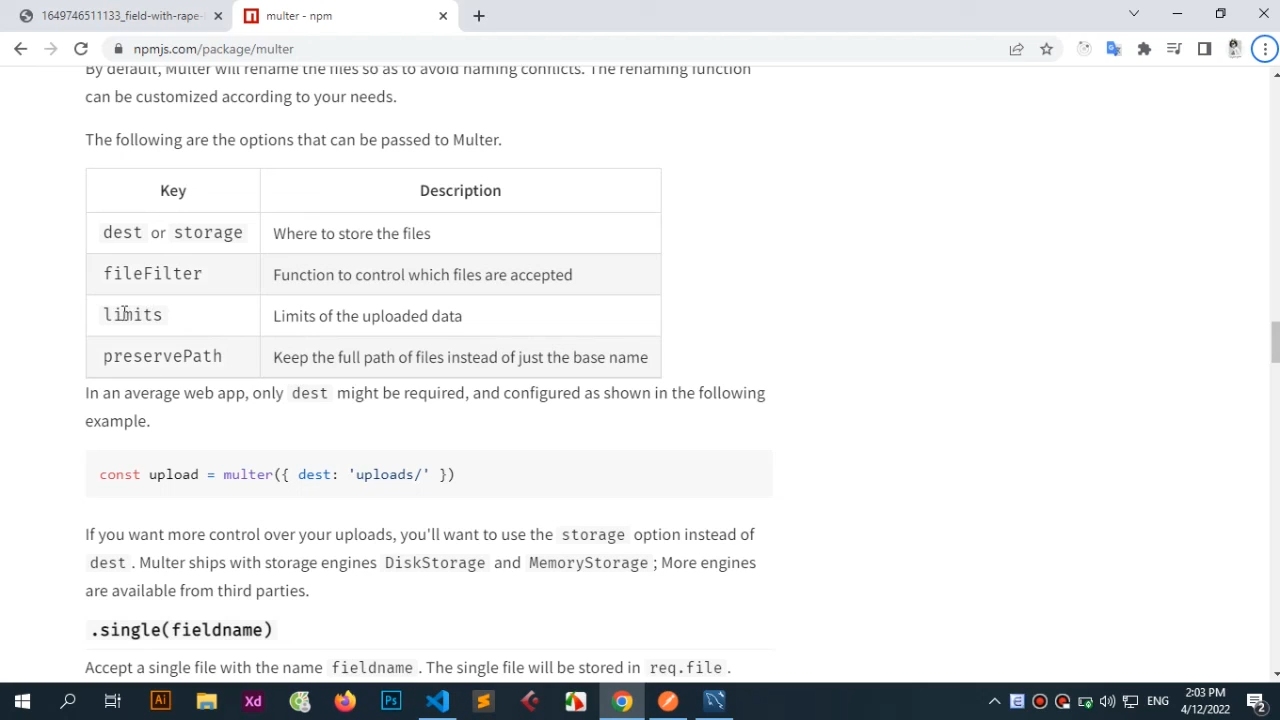 1649746511133_field-with-rape-
multer - npm
npmjs.com/package/multer
By default, Multer will rename the files so as to avoid naming conflicts. The renaming function
can be customized according to your needs.
The following are the options that can be passed to Multer.
Key Description
dest or storage Where to store the files
fileFilter Function to control which files are accepted
limits Limits of the uploaded data
preservePath Keep the full path of files instead of just the base name
In an average web app, only dest might be required, and configured as shown in the following
example.
const upload = multer({ dest: 'uploads/' })
If you want more control over your uploads, you'll want to use the storage option instead of
dest. Multer ships with storage engines DiskStorage and MemoryStorage; More engines
are available from third parties.
.single(fieldname)
Accept a single file with the name fieldname. The single file will be stored in req.file.
Ai
Xd
Ps
ENG
2:03 PM
4/12/2022
2